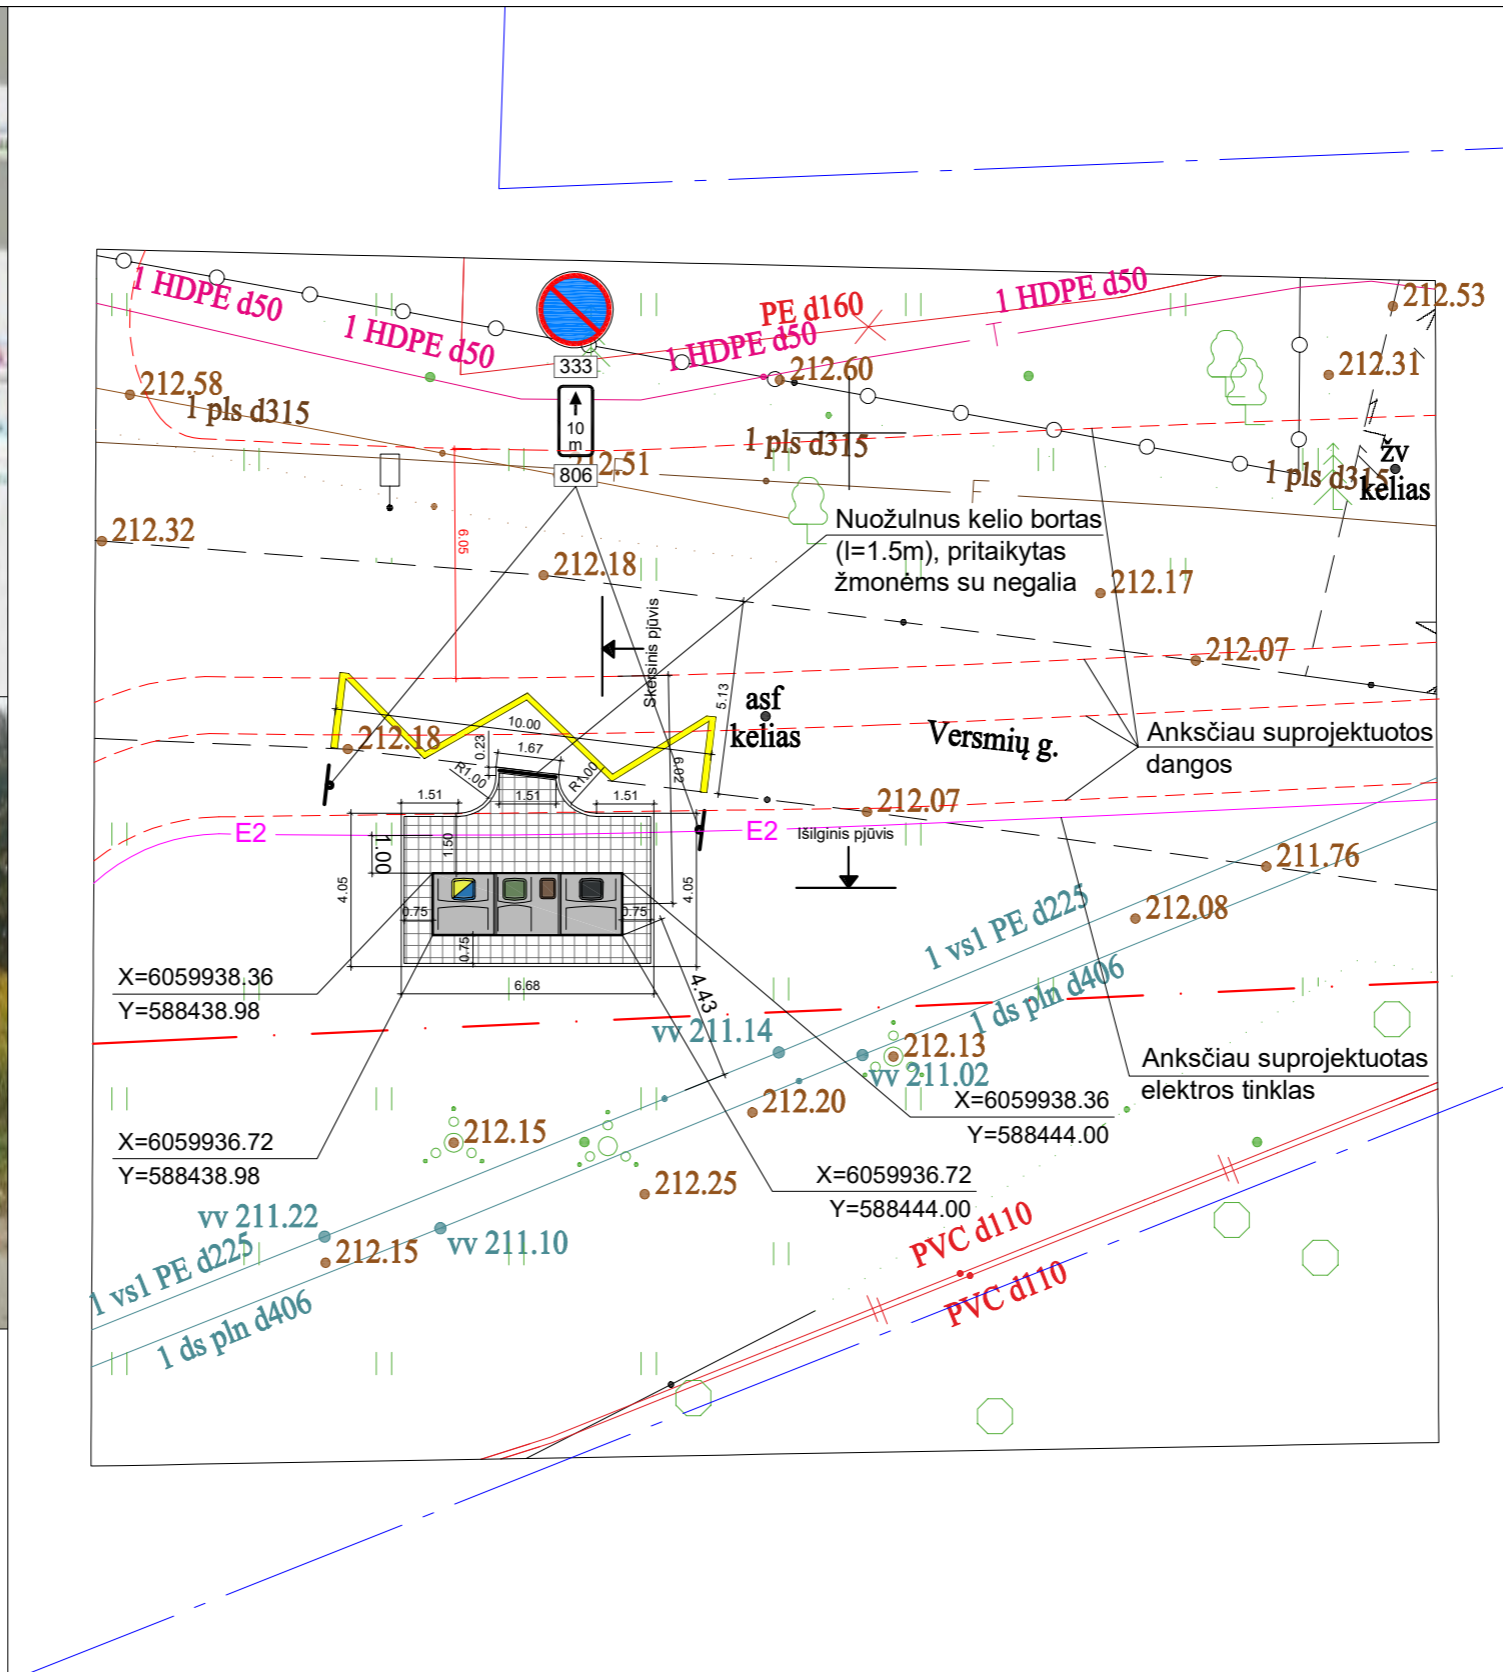 1 HDPE d50
1 HDPE d50
1 HDPE d50
1 HDPE d50
PE d160
T
212.53
333
212.60
212.31
212.58
1 pls d315
10
m
806
212.51
1 pls d315
1 pls d315
žv
kelias
F
212.32
6.05
212.18
Nuožulnus kelio bortas
(l=1.5m), pritaikytas
žmonėms su negalia
212.17
Skersinis pjūvis
212.07
5.13
asf
kelias
Versmių g.
Anksčiau suprojektuotos
dangos
10.00
212.18
0.23
1.67
R1.00
R1.00
6.02
1.51
1.51
1.51
212.07
E2
E2
Išilginis pjūvis
1.00
1.50
211.76
4.05
4.05
0.75
0.75
0.75
212.08
1 vs1 PE d225
1 ds pln d406
X=6059938.36
Y=588438.98
6.68
4.43
vv 211.14
212.13
vv 211.02
Anksčiau suprojektuotas
elektros tinklas
212.20
X=6059938.36
Y=588444.00
X=6059936.72
Y=588438.98
212.15
212.25
X=6059936.72
Y=588444.00
vv 211.22
212.15
vv 211.10
PVC d110
PVC d110
1 vs1 PE d225
1 ds pln d406